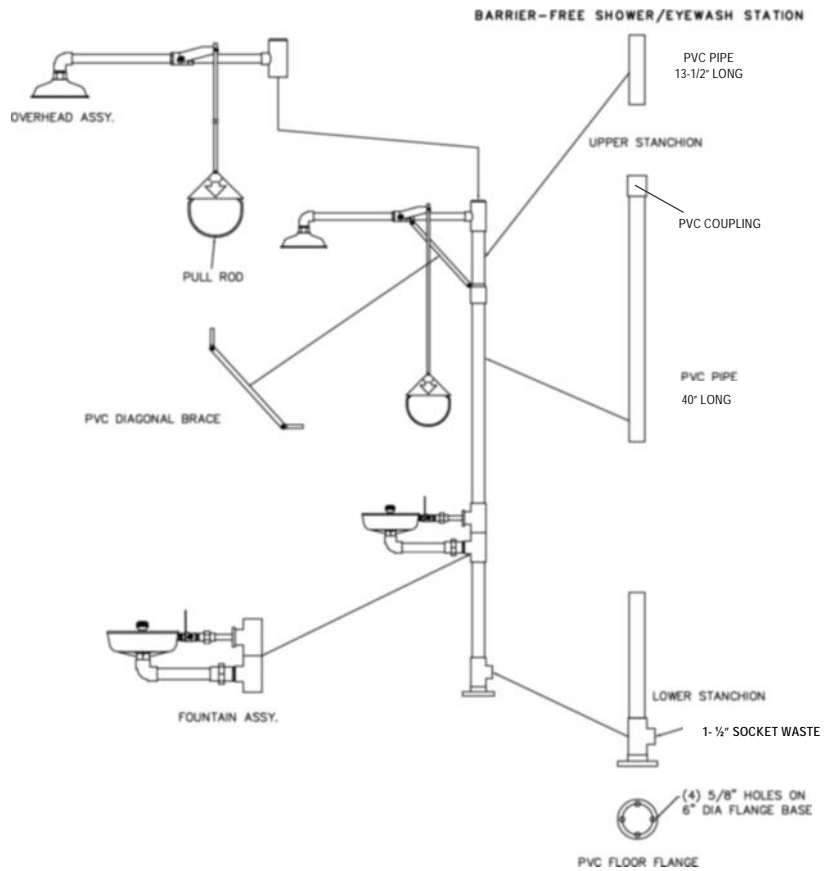 BARRIER-FREE SHOWER/EYEWASH STATION
PVC PIPE
13-1/2" LONG
OVERHEAD ASSY.
UPPER STANCHION
PVC COUPLING
PULL ROD
PVC PIPE
40" LONG
PVC DIAGONAL BRACE
LOWER STANCHION
FOUNTAIN ASSY.
1- ½" SOCKET WASTE
(4) 5/8" HOLES ON
6" DIA FLANGE BASE
PVC FLOOR FLANGE